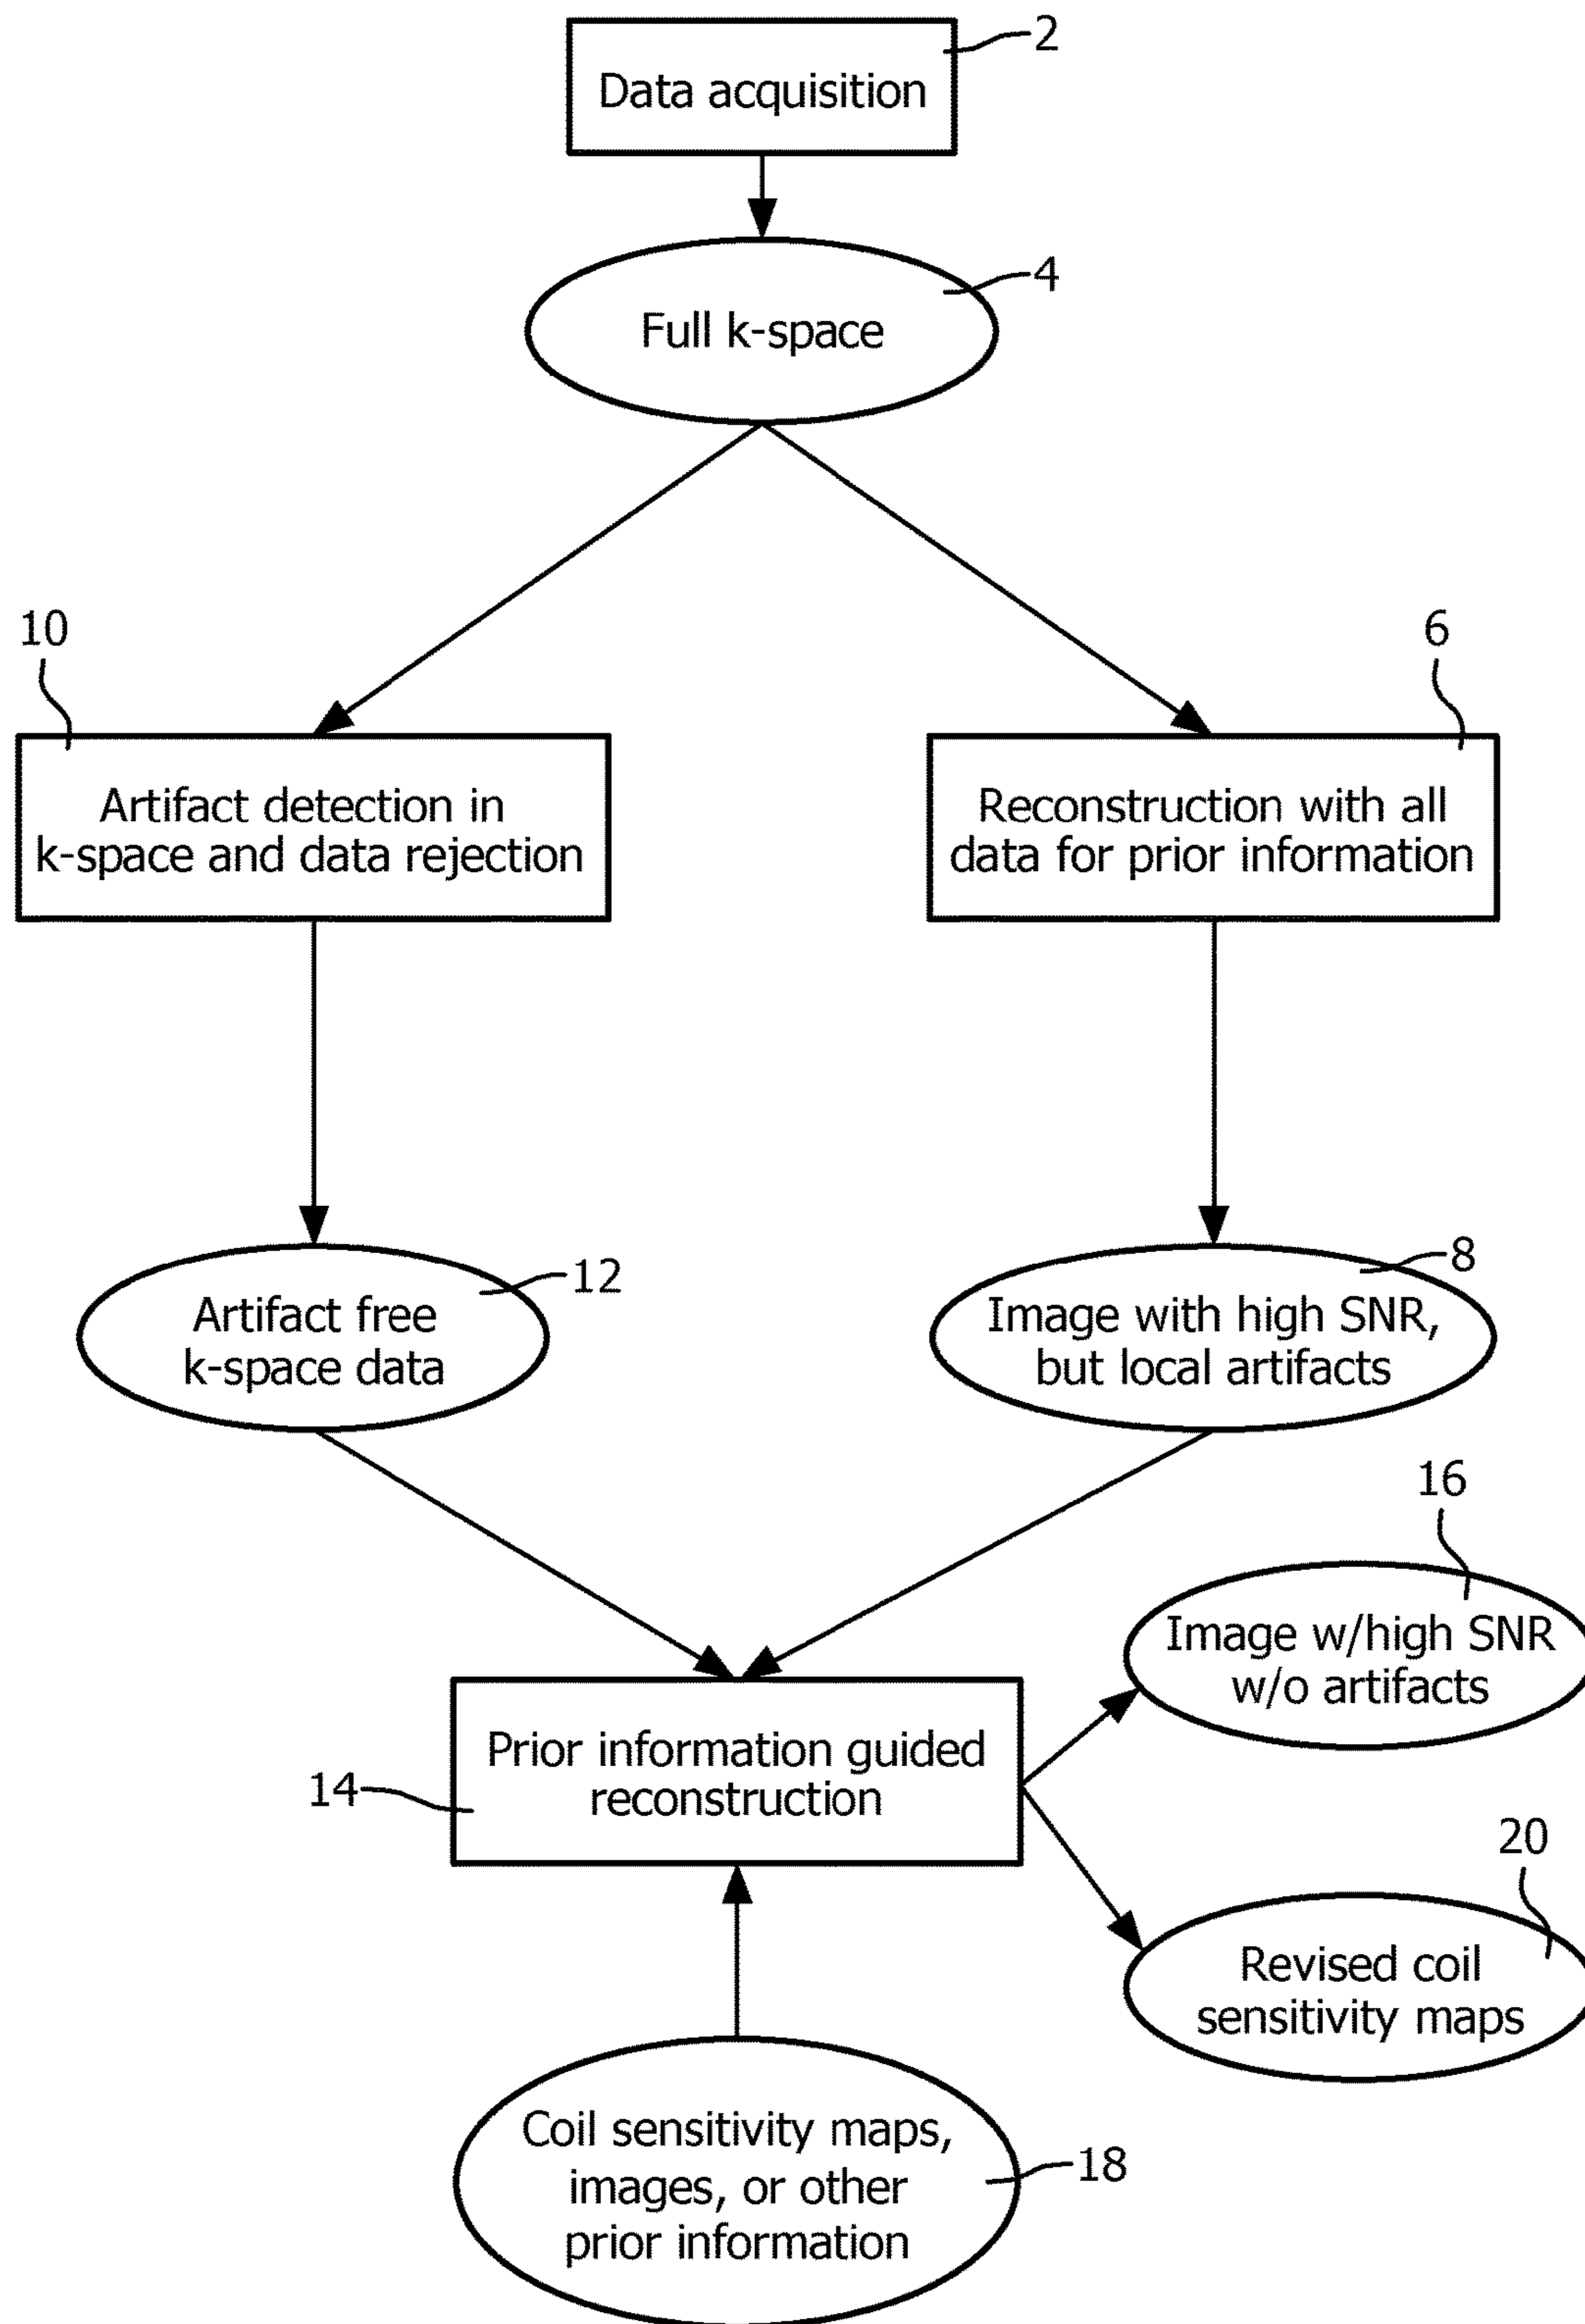 2
Data acquisition
4
Full k-space
10
6
Artifact detection in
k-space and data rejection
Reconstruction with all
data for prior information
12
Artifact free
k-space data
8
Image with high SNR,
but local artifacts
16
Image w/high SNR
w/o artifacts
Prior information guided
reconstruction
14
20
Revised coil
sensitivity maps
Coil sensitivity maps,
images, or other
prior information
18